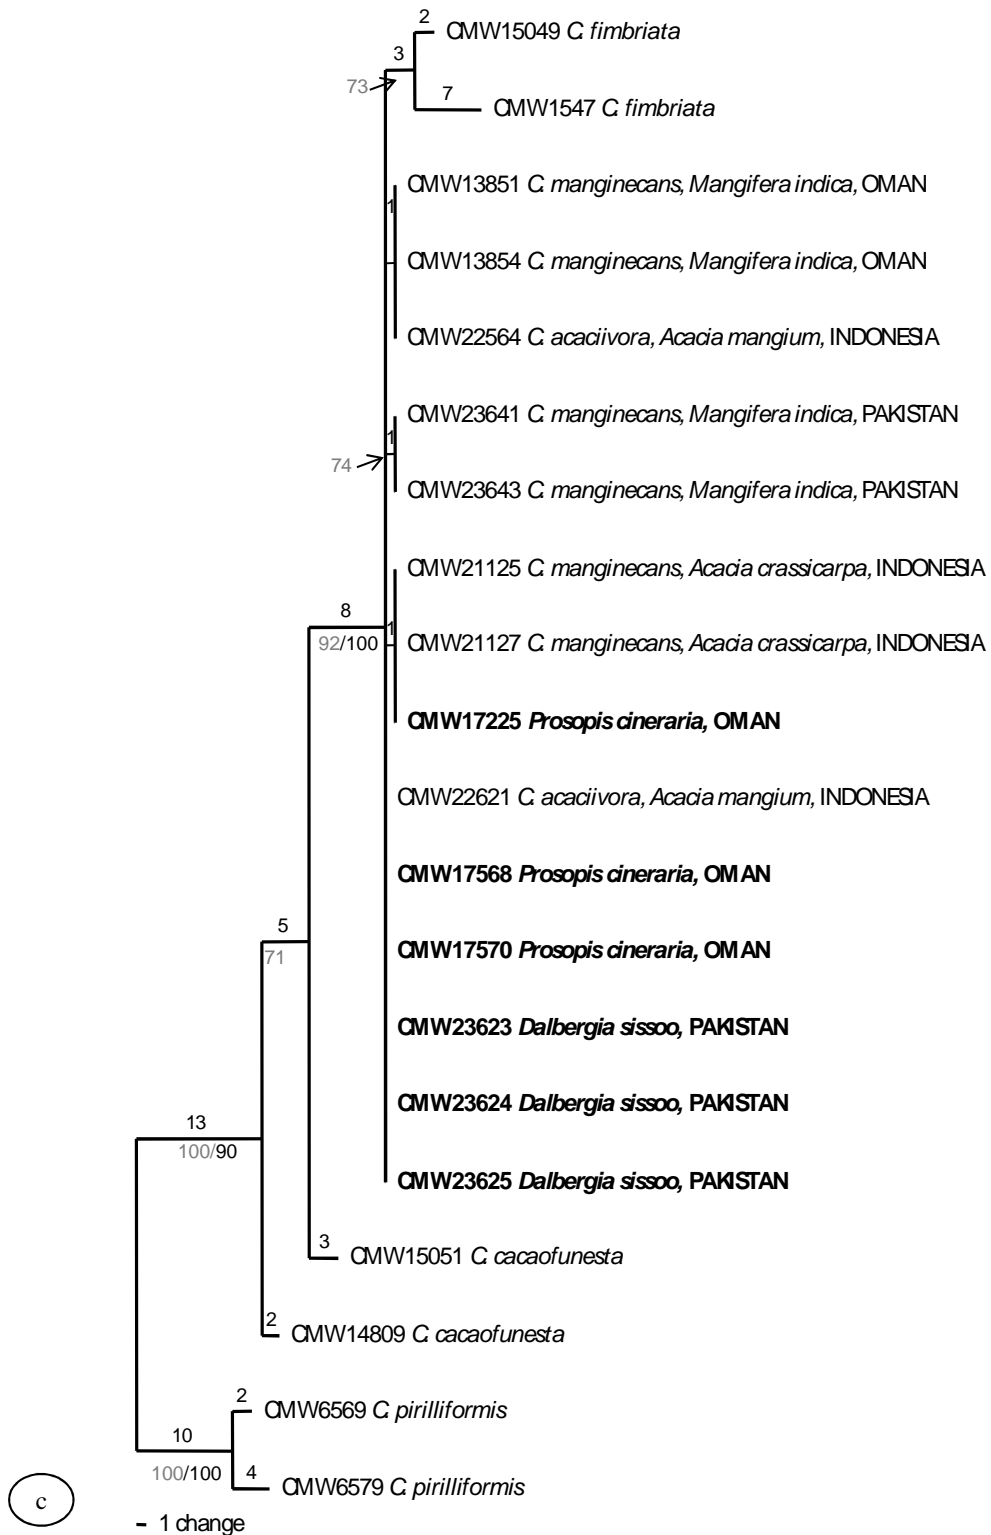 2
CMW15049 C. fimbriata
3
73
7
CMW1547 C. fimbriata
CMW13851 C. manginecans, Mangifera indica, OMAN
1
CMW13854 C. manginecans, Mangifera indica, OMAN
CMW22564 C. acaciivora, Acacia mangium, INDONESIA
CMW23641 C. manginecans, Mangifera indica, PAKISTAN
1
74
CMW23643 C. manginecans, Mangifera indica, PAKISTAN
CMW21125 C. manginecans, Acacia crassicarpa, INDONESIA
8
1
92/100
CMW21127 C. manginecans, Acacia crassicarpa, INDONESIA
CMW17225 Prosopis cineraria, OMAN
CMW22621 C. acaciivora, Acacia mangium, INDONESIA
CMW17568 Prosopis cineraria, OMAN
5
71
CMW17570 Prosopis cineraria, OMAN
CMW23623 Dalbergia sissoo, PAKISTAN
CMW23624 Dalbergia sissoo, PAKISTAN
13
100/90
CMW23625 Dalbergia sissoo, PAKISTAN
3
CMW15051 C. cacaofunesta
2
CMW14809 C. cacaofunesta
2
CMW6569 C. pirilliformis
10
100/100
4
CMW6579 C. pirilliformis
c
1 change